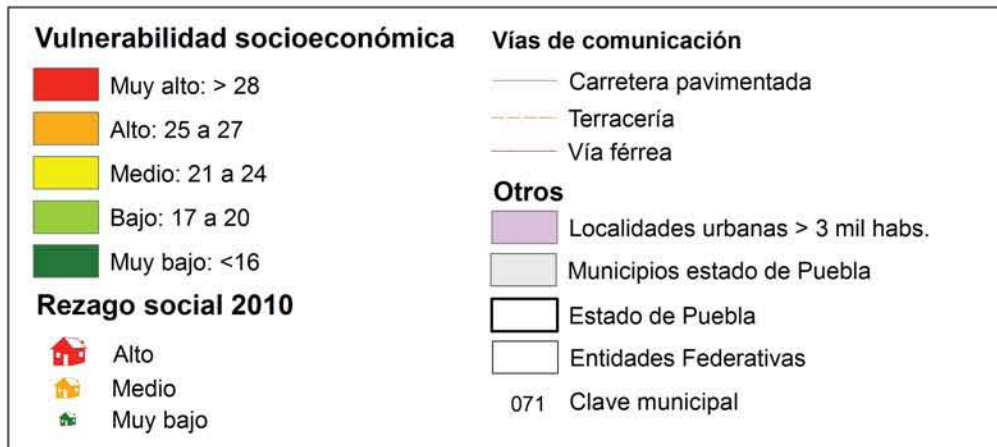 Vulnerabilidad socioeconómica
Muy alto: > 28
Alto: 25 a 27
Medio: 21 a 24
Bajo: 17 a 20
Muy bajo: <16
Rezago social 2010
Alto
Medio
Muy bajo
Vías de comunicación
Carretera pavimentada
Terracería
Vía férrea
Otros
Localidades urbanas > 3 mil habs.
Municipios estado de Puebla
Estado de Puebla
Entidades Federativas
071 Clave municipal